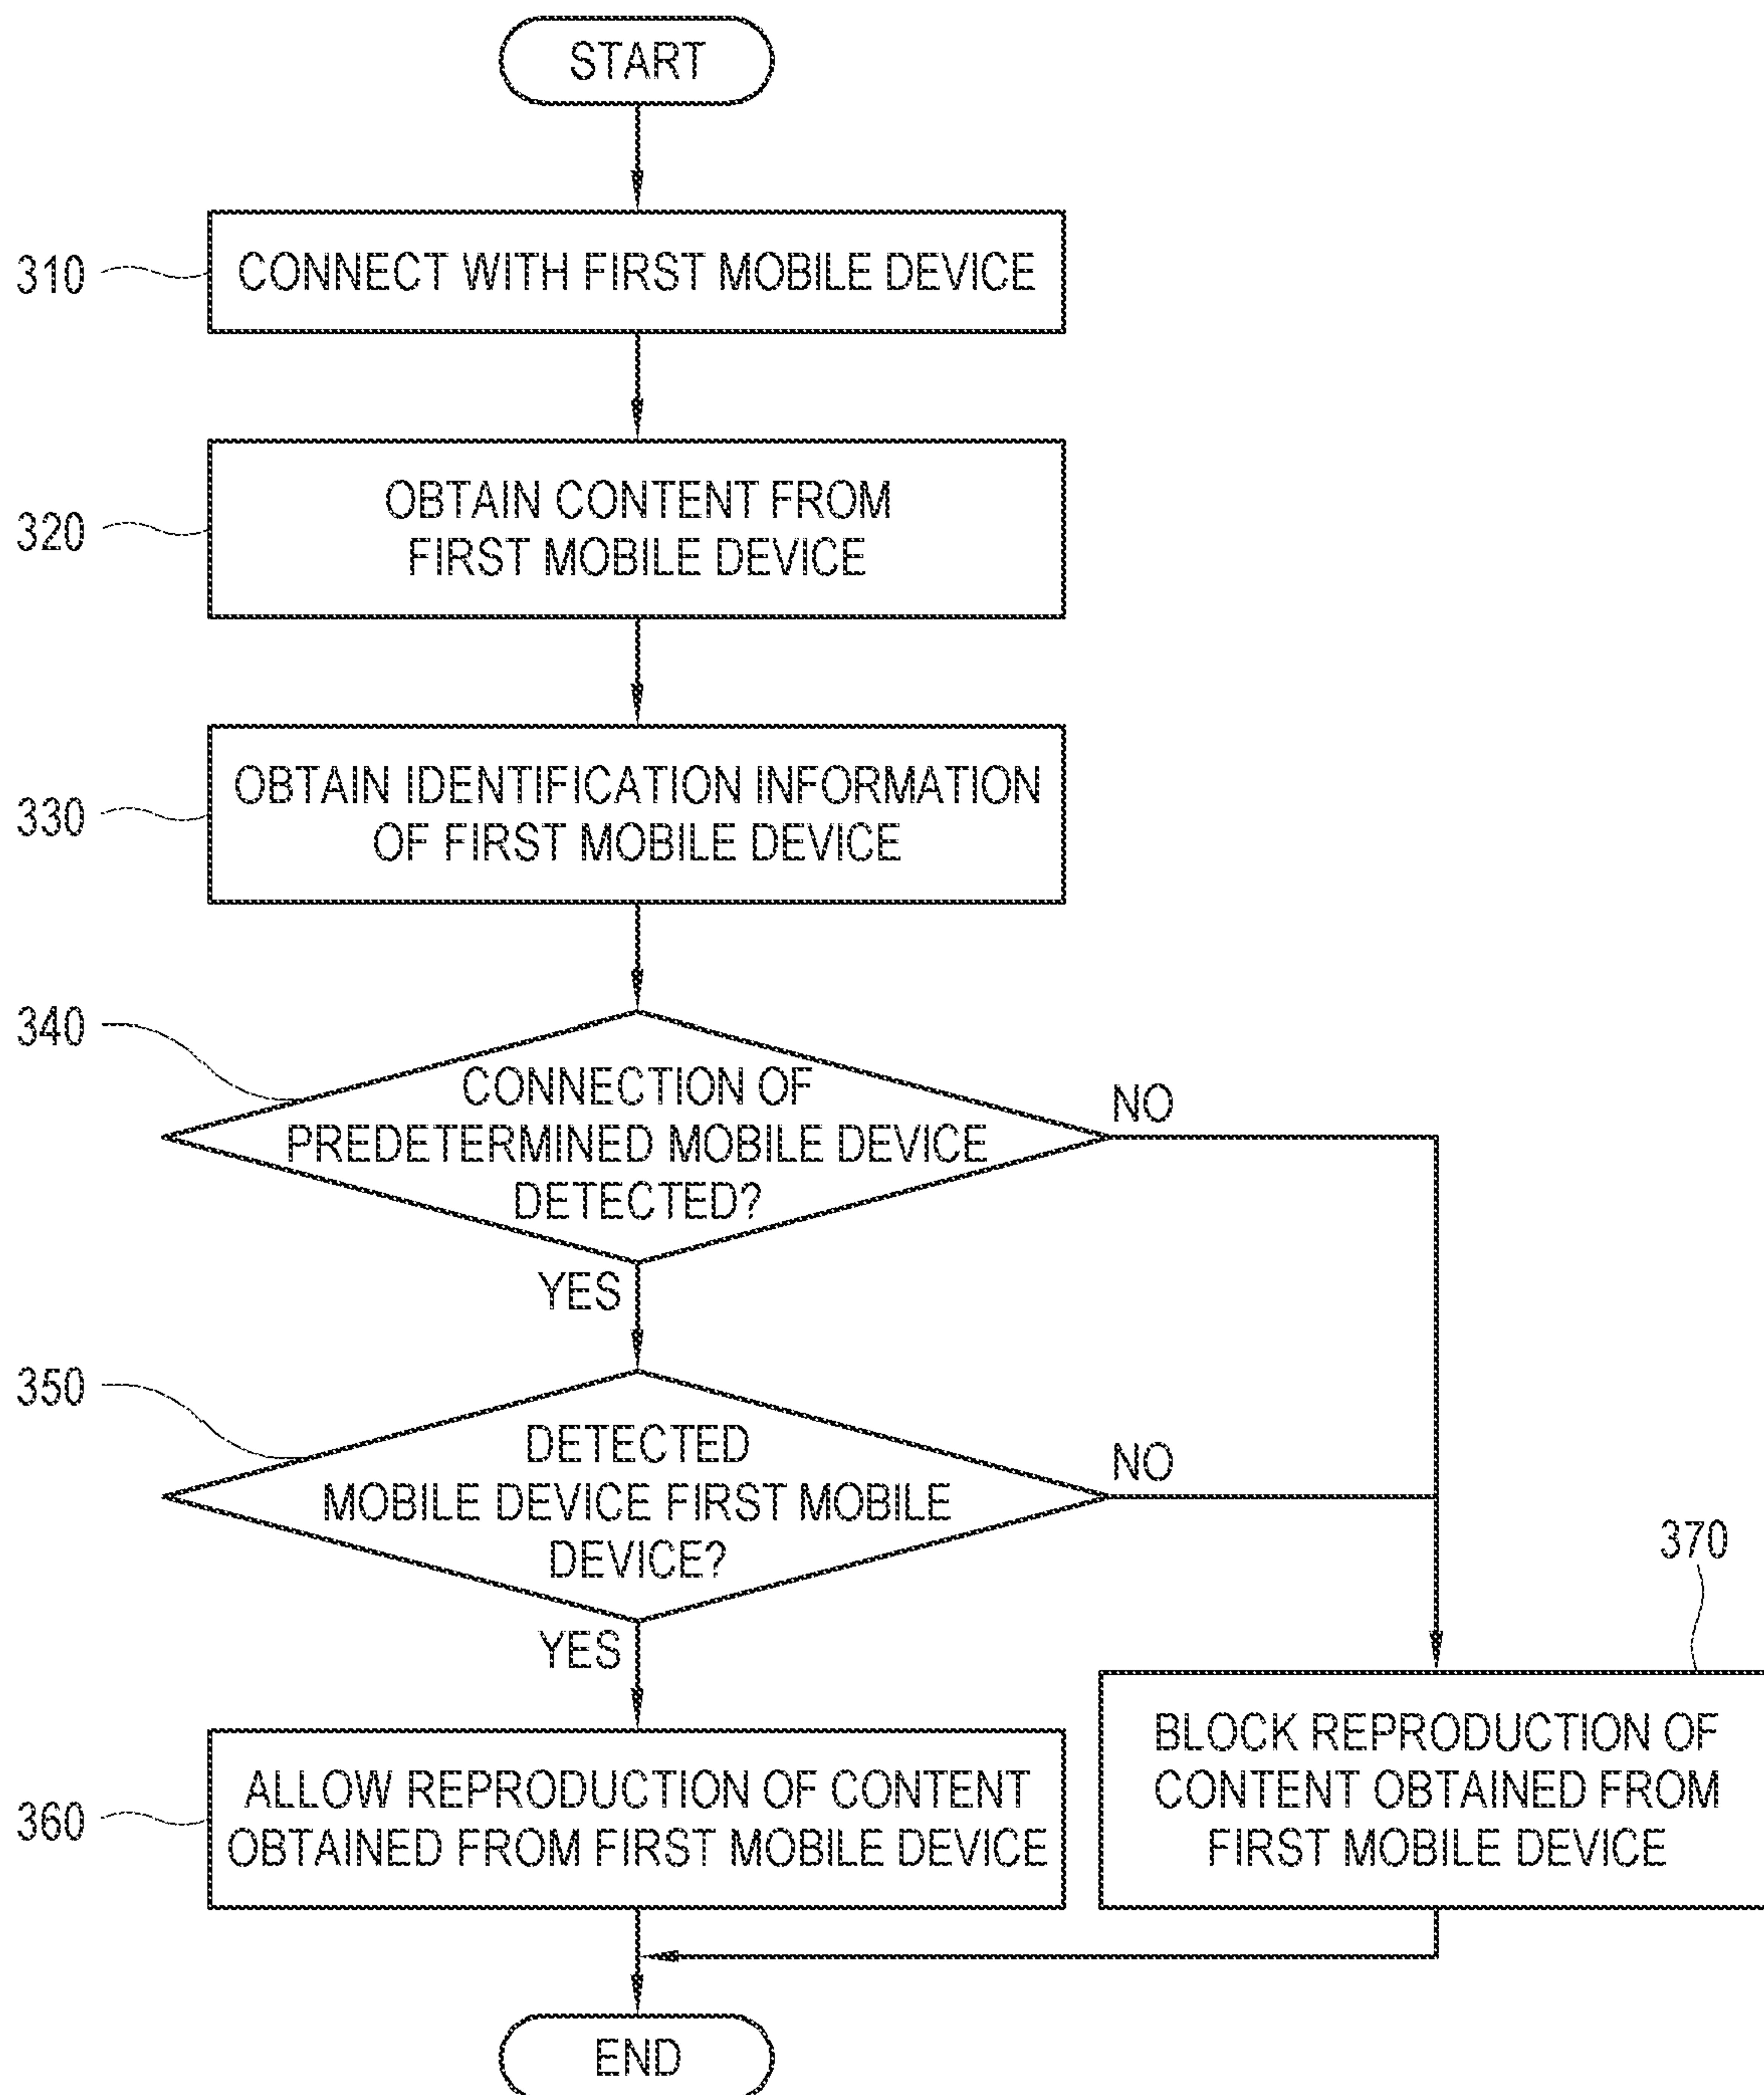 START
310
CONNECT WITH FIRST MOBILE DEVICE
320
OBTAIN CONTENT FROM
FIRST MOBILE DEVICE
330
OBTAIN IDENTIFICATION INFORMATION
OF FIRST MOBILE DEVICE
340
CONNECTION OF
PREDETERMINED MOBILE DEVICE
DETECTED?
NO
YES
350
DETECTED
MOBILE DEVICE FIRST MOBILE
DEVICE?
NO
YES
360
ALLOW REPRODUCTION OF CONTENT
OBTAINED FROM FIRST MOBILE DEVICE
370
BLOCK REPRODUCTION OF
CONTENT OBTAINED FROM
FIRST MOBILE DEVICE
END